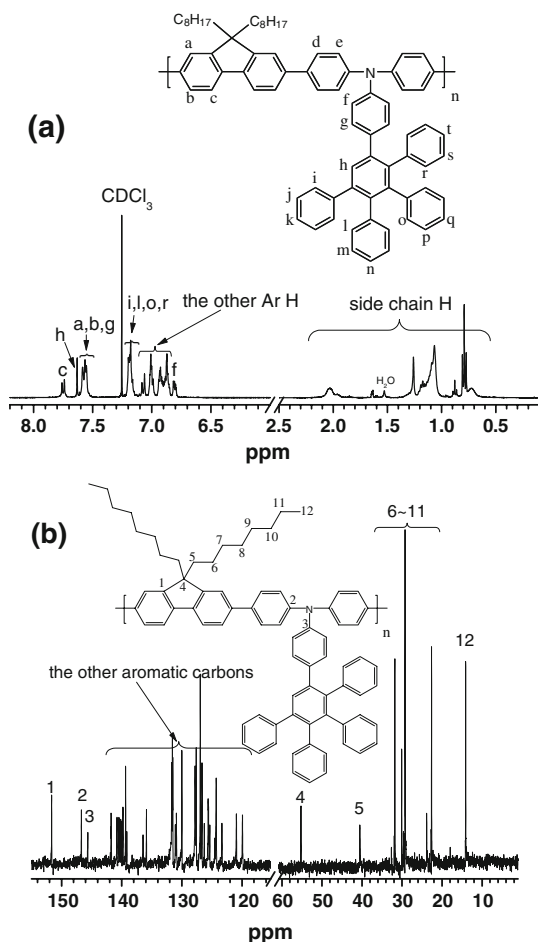 C8H17
C8H17
a
d
e
N
n
b
c
f
g
(a)
h
t
s
i
r
j
k
l
o
q
m
p
n
CDCl3
i,l,o,r
the other Ar H
side chain H
a,b,g
h
c
f
H2O
8.0 7.5 7.0 6.5 2.5 2.0 1.5 1.0 0.5
ppm
(b)
6~11
11
12
9
10
7
8
5
6
1
4
2
N
n
3
12
the other aromatic carbons
1
2
3
4
5
150 140 130 120 60 50 40 30 20 10
ppm